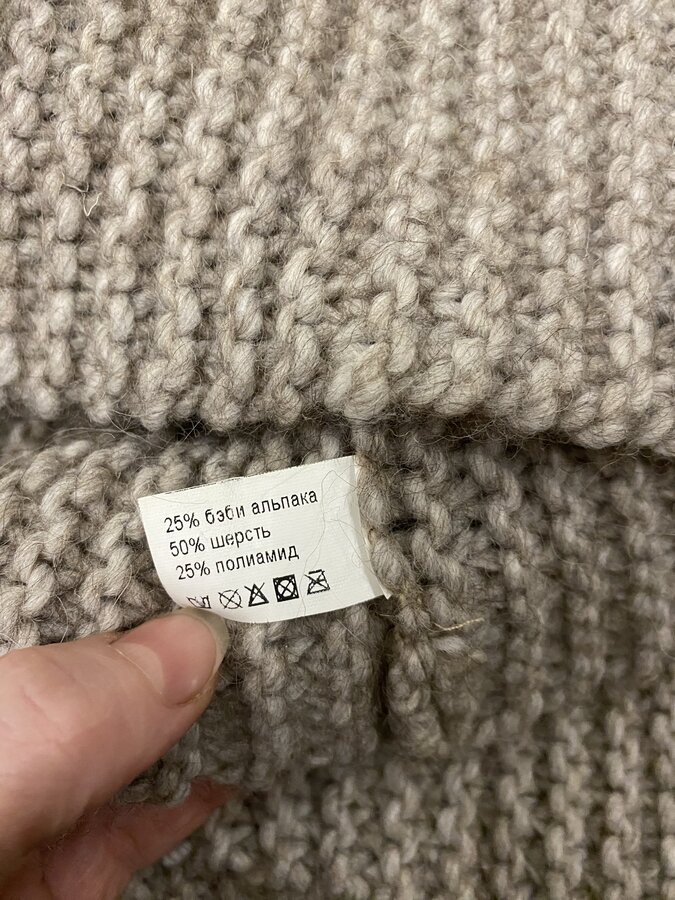 25% бэби альпака
50% шерсть
25% полиамид